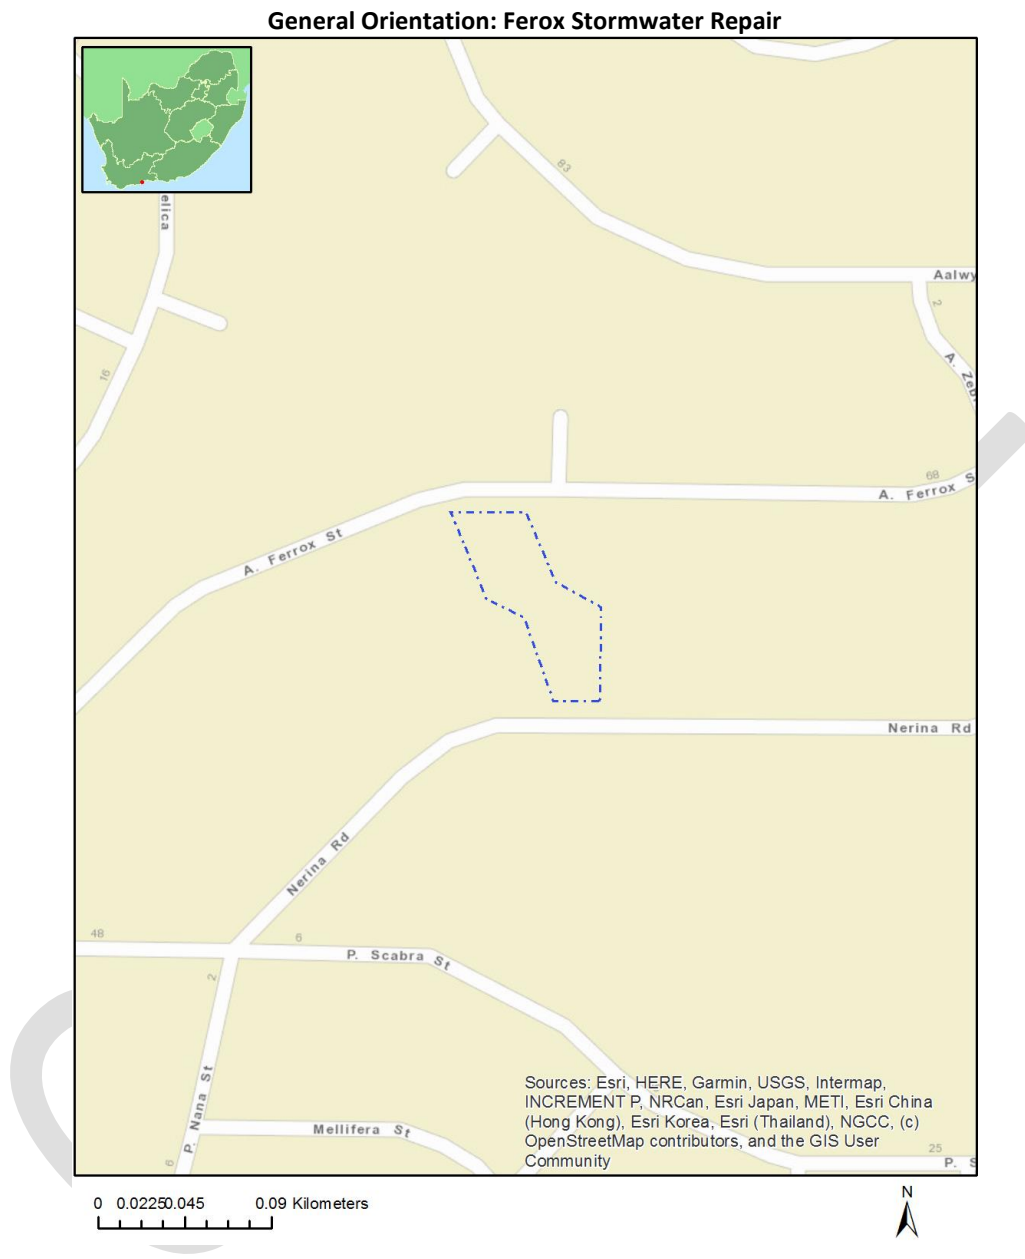 General Orientation: Ferox Stormwater Repair
elica
83
Aalwy
2
A. Zeb
16
68
A. Ferrox S
A. Ferrox St
Nerina Rd
Nerina Rd
48
6
P. Scabra St
2
P. Nana St
Mellifera St
6
Sources: Esri, HERE, Garmin, USGS, Intermap,
INCREMENT P, NRCan, Esri Japan, METI, Esri China
(Hong Kong), Esri Korea, Esri (Thailand), NGCC, (c)
OpenStreetMap contributors, and the GIS User
Community
25
P. S
N
0 0.0225 0.045 0.09 Kilometers